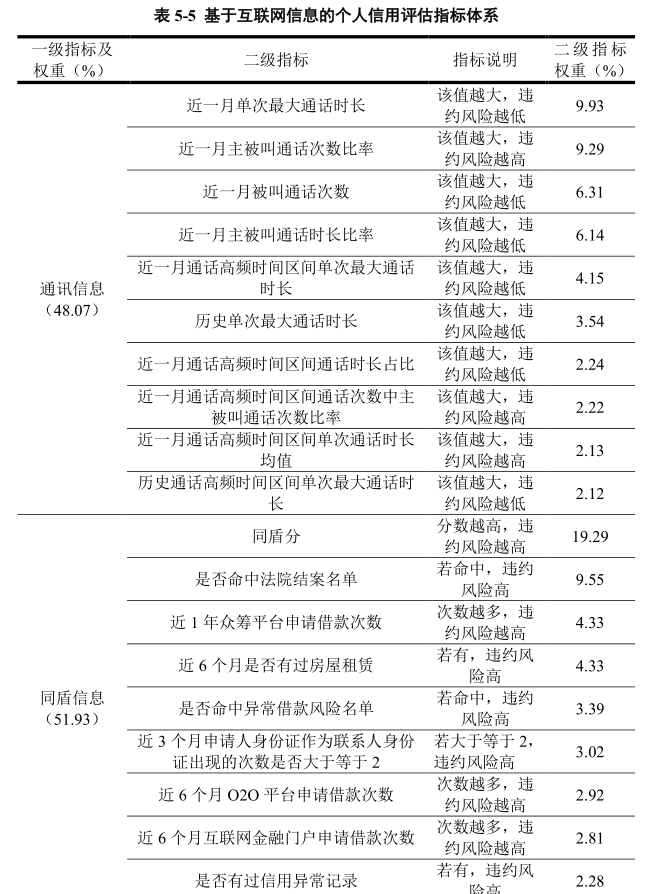 表 5-5 基于互联网信息的个人信用评估指标体系
一级指标及
权重（%）
二级指标
指标说明
二级指标
权重（%）
通讯信息
（48.07）
近一月单次最大通话时长
该值越大，违
约风险越低
9.93
近一月主被叫通话次数比率
该值越大，违
约风险越高
9.29
近一月被叫通话次数
该值越大，违
约风险越低
6.31
近一月主被叫通话时长比率
该值越大，违
约风险越低
6.14
近一月通话高频时间区间单次最大通话
时长
该值越大，违
约风险越低
4.15
历史单次最大通话时长
该值越大，违
约风险越低
3.54
近一月通话高频时间区间通话时长占比
该值越大，违
约风险越低
2.24
近一月通话高频时间区间通话次数中主
被叫通话次数比率
该值越大，违
约风险越高
2.22
近一月通话高频时间区间单次通话时长
均值
该值越大，违
约风险越高
2.13
历史通话高频时间区间单次最大通话时
长
该值越大，违
约风险越低
2.12
同盾信息
（51.93）
同盾分
分数越高，违
约风险越高
19.29
是否命中法院结案名单
若命中，违约
风险高
9.55
近 1 年众筹平台申请借款次数
次数越多，违
约风险越高
4.33
近 6 个月是否有过房屋租赁
若有，违约风
险高
4.33
是否命中异常借款风险名单
若命中，违约
风险高
3.39
近 3 个月申请人身份证作为联系人身份
证出现的次数是否大于等于 2
若大于等于 2，
违约风险高
3.02
近 6 个月 O2O 平台申请借款次数
次数越多，违
约风险越高
2.92
近 6 个月互联网金融门户申请借款次数
次数越多，违
约风险越高
2.81
是否有过信用异常记录
若有，违约风
险高
2.28